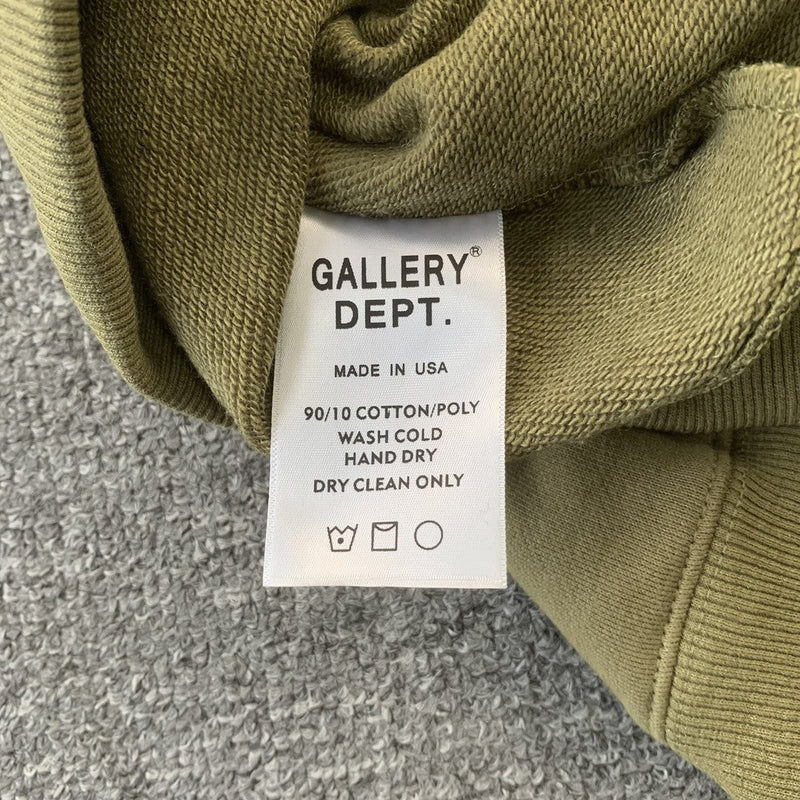 GALLERY®
DEPT.
MADE IN USA
90/10 COTTON/POLY
WASH COLD
HAND DRY
DRY CLEAN ONLY